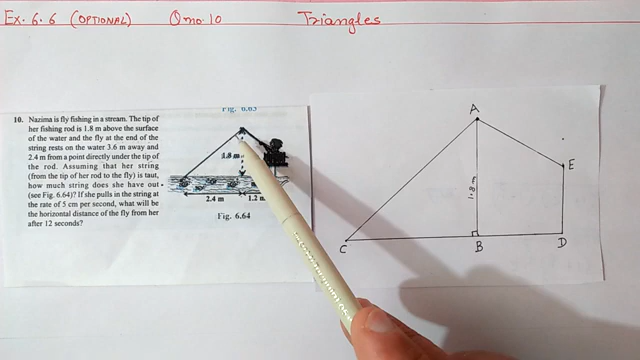 Ex. 6.6 (OPTIONAL) Q no. 10 Triangles
Fig. 6.63
10. Nazima is fly fishing in a stream. The tip of
her fishing rod is 1.8 m above the surface
of the water and the fly at the end of the
string rests on the water 3.6 m away and
2.4 m from a point directly under the tip of
the rod. Assuming that her string
(from the tip of her rod to the fly) is taut,
how much string does she have out
(see Fig. 6.64)? If she pulls in the string at
the rate of 5 cm per second, what will be
the horizontal distance of the fly from her
after 12 seconds?
1.8 m
2.4 m 1.2 m
Fig. 6.64
A
E
1.8
C B D